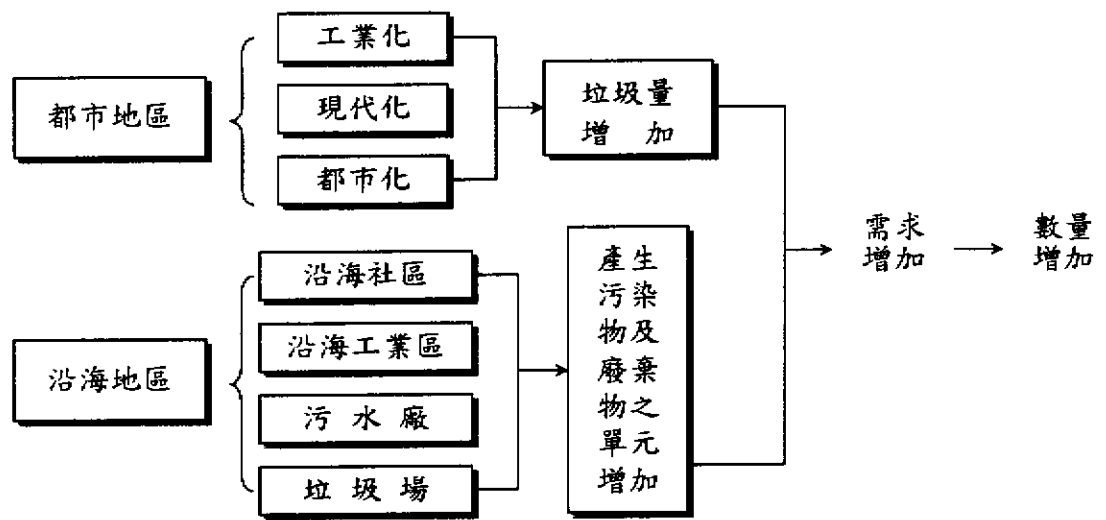 都市地區
工業化
現代化
都市化
垃圾量
增加
沿海地區
沿海社區
沿海工業區
污水廠
垃圾場
產生
污染
物及
廢棄
物之
單元
增加
需求
增加
數量
增加